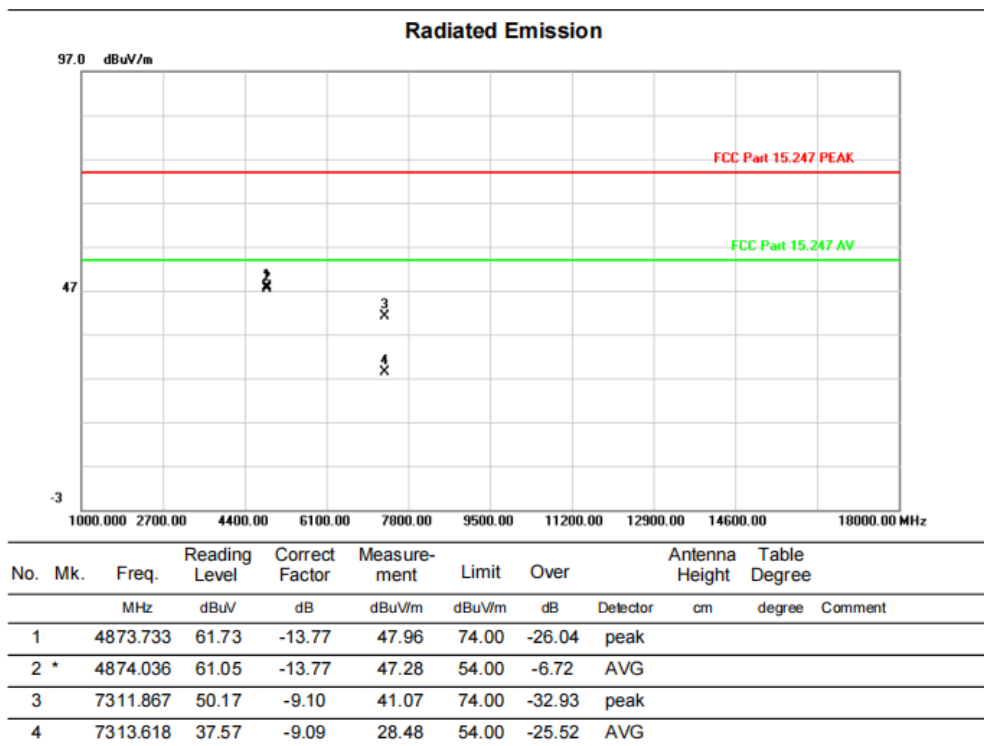 Radiated Emission
97.0 dBuV/m
FCC Part 15.247 PEAK
FCC Part 15.247 AV
47
2
3
4
-3
1000.000 2700.00 4400.00 6100.00 7800.00 9500.00 11200.00 12900.00 14600.00 18000.00 MHz
No. Mk. Freq. Reading Level Correct Factor Measure-ment Limit Over Antenna Height Table Degree
MHz dBuV dB dBuV/m dBuV/m dB Detector cm degree Comment
1 4873.733 61.73 -13.77 47.96 74.00 -26.04 peak
2 * 4874.036 61.05 -13.77 47.28 54.00 -6.72 AVG
3 7311.867 50.17 -9.10 41.07 74.00 -32.93 peak
4 7313.618 37.57 -9.09 28.48 54.00 -25.52 AVG